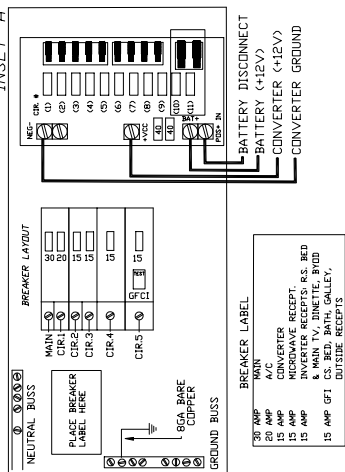 INSET A
CIR. #
(1)
(2)
(3)
(4)
(5)
(6)
(7)
(8)
(9)
(10)
(11)
NEG-
+VCC
40
40
BAT+
POS+ IN
BATTERY DISCONNECT
BATTERY (+12V)
CONVERTER (+12V)
CONVERTER GROUND
BREAKER LAYOUT
30
20
15
15
15
15
TEST
GFCI
MAIN
CIR.1
CIR.2
CIR.3
CIR.4
CIR.5
NEUTRAL BUSS
PLACE BREAKER
LABEL HERE
8GA BARE
COPPER
GROUND BUSS
BREAKER LABEL
30 AMP MAIN
20 AMP A/C
15 AMP CONVERTER
15 AMP MICROWAVE RECEPT.
15 AMP INVERTER RECEPTS: R.S. BED
& MAIN TV, DINETTE, BYOD
15 AMP GFI CS. BED, BATH, GALLEY,
OUTSIDE RECEPTS